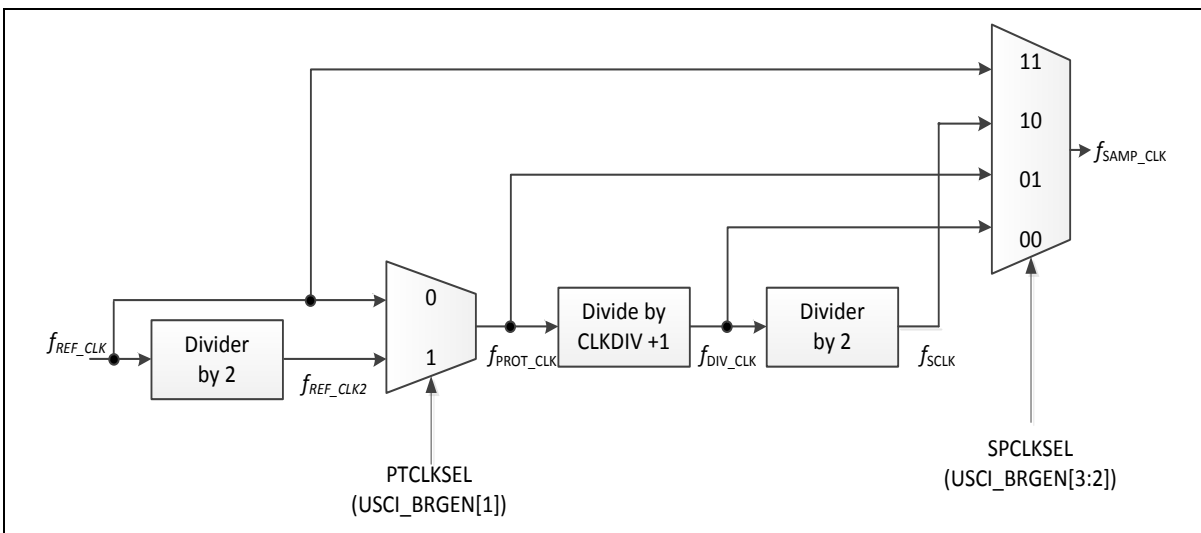 11
10
01
00
f_SAMP_CLK
0
1
f_REF_CLK
Divider
by 2
f_REF_CLK2
f_PROT_CLK
Divide by
CLKDIV +1
f_DIV_CLK
Divider
by 2
f_SCLK
PTCLKSEL
(USCI_BRGEN[1])
SPCLKSEL
(USCI_BRGEN[3:2])